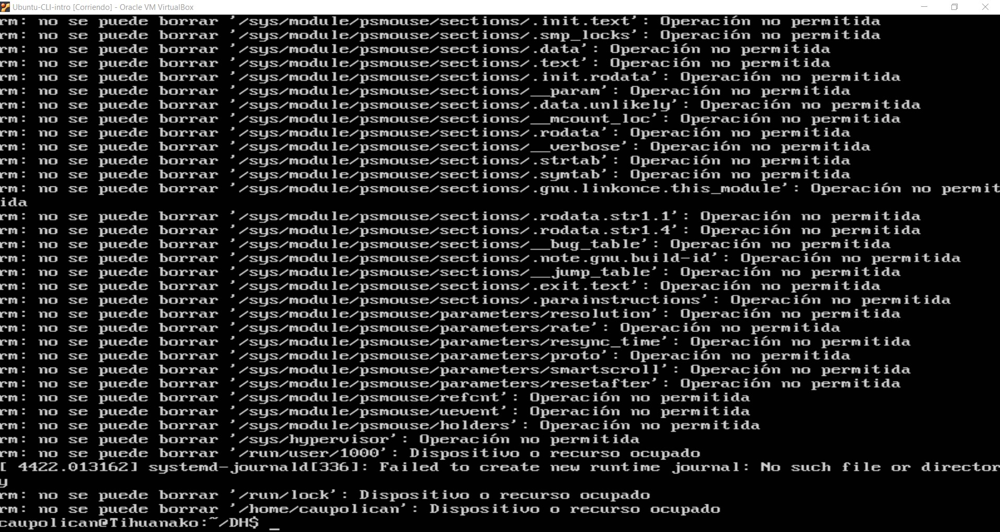 Ubuntu-CLI-intro [Corriendo] - Oracle VM VirtualBox
rm: no se puede borrar '/sys/module/psmouse/sections/.init.text': Operación no permitida
rm: no se puede borrar '/sys/module/psmouse/sections/.smp_locks': Operación no permitida
rm: no se puede borrar '/sys/module/psmouse/sections/.data': Operación no permitida
rm: no se puede borrar '/sys/module/psmouse/sections/.text': Operación no permitida
rm: no se puede borrar '/sys/module/psmouse/sections/.init.rodata': Operación no permitida
rm: no se puede borrar '/sys/module/psmouse/sections/__param': Operación no permitida
rm: no se puede borrar '/sys/module/psmouse/sections/.data.unlikely': Operación no permitida
rm: no se puede borrar '/sys/module/psmouse/sections/__mcount_loc': Operación no permitida
rm: no se puede borrar '/sys/module/psmouse/sections/.rodata': Operación no permitida
rm: no se puede borrar '/sys/module/psmouse/sections/__verbose': Operación no permitida
rm: no se puede borrar '/sys/module/psmouse/sections/.strtab': Operación no permitida
rm: no se puede borrar '/sys/module/psmouse/sections/.symtab': Operación no permitida
rm: no se puede borrar '/sys/module/psmouse/sections/.gnu.linkonce.this_module': Operación no permit
ida
rm: no se puede borrar '/sys/module/psmouse/sections/.rodata.str1.1': Operación no permitida
rm: no se puede borrar '/sys/module/psmouse/sections/.rodata.str1.4': Operación no permitida
rm: no se puede borrar '/sys/module/psmouse/sections/__bug_table': Operación no permitida
rm: no se puede borrar '/sys/module/psmouse/sections/.note.gnu.build-id': Operación no permitida
rm: no se puede borrar '/sys/module/psmouse/sections/__jump_table': Operación no permitida
rm: no se puede borrar '/sys/module/psmouse/sections/.exit.text': Operación no permitida
rm: no se puede borrar '/sys/module/psmouse/sections/.parainstructions': Operación no permitida
rm: no se puede borrar '/sys/module/psmouse/parameters/resolution': Operación no permitida
rm: no se puede borrar '/sys/module/psmouse/parameters/rate': Operación no permitida
rm: no se puede borrar '/sys/module/psmouse/parameters/resync_time': Operación no permitida
rm: no se puede borrar '/sys/module/psmouse/parameters/proto': Operación no permitida
rm: no se puede borrar '/sys/module/psmouse/parameters/smartscroll': Operación no permitida
rm: no se puede borrar '/sys/module/psmouse/parameters/resetafter': Operación no permitida
rm: no se puede borrar '/sys/module/psmouse/refcnt': Operación no permitida
rm: no se puede borrar '/sys/module/psmouse/uevent': Operación no permitida
rm: no se puede borrar '/sys/module/psmouse/holders': Operación no permitida
rm: no se puede borrar '/sys/hypervisor': Operación no permitida
rm: no se puede borrar '/run/user/1000': Dispositivo o recurso ocupado
[ 4422.013162] systemd-journald[336]: Failed to create new runtime journal: No such file or director
y
rm: no se puede borrar '/run/lock': Dispositivo o recurso ocupado
rm: no se puede borrar '/home/caupolican': Dispositivo o recurso ocupado
caupolican@Tihuanako:~/DH$ _